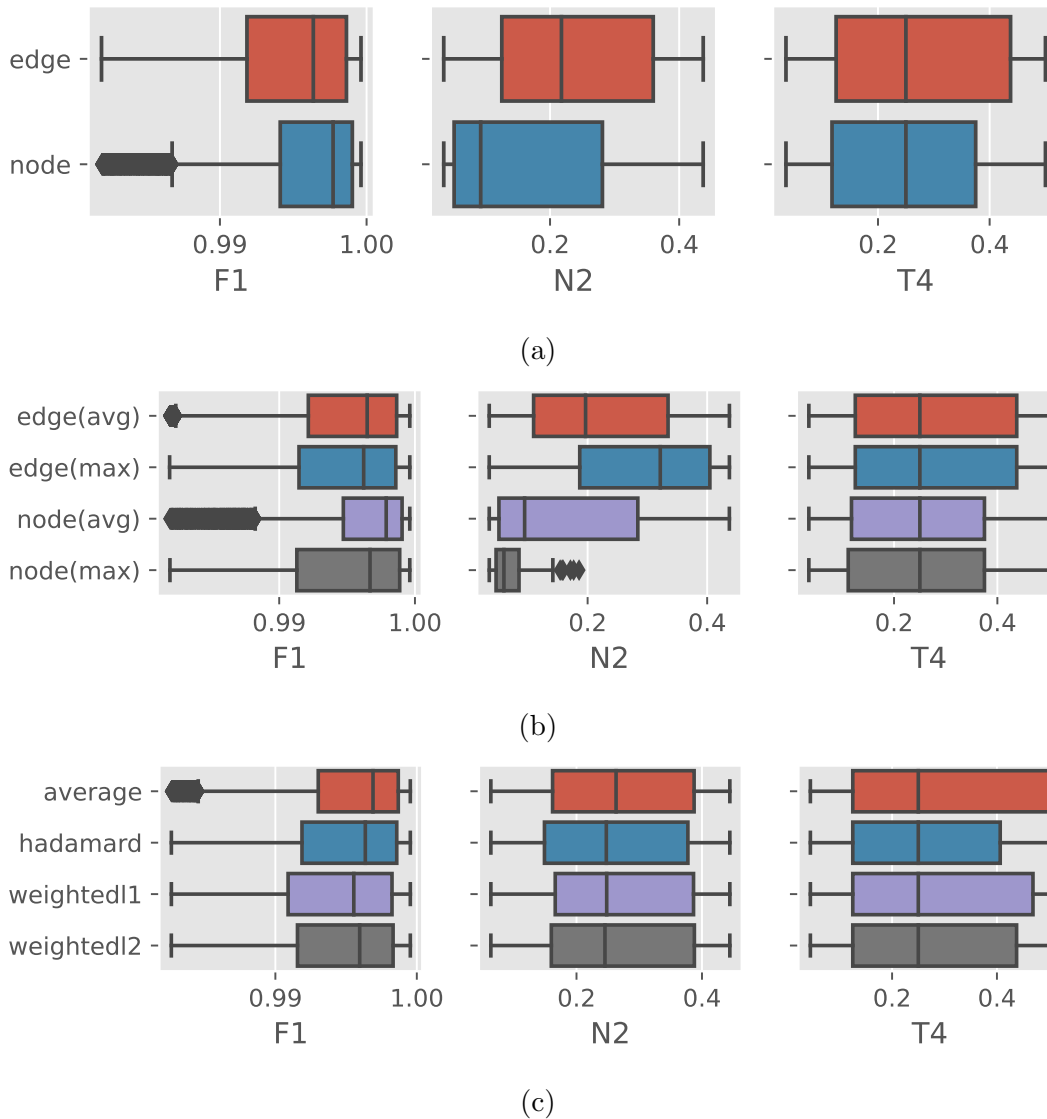 edge
node
0.99 1.00 0.2 0.4 0.2 0.4
F1 N2 T4
(a)
edge(avg)
edge(max)
node(avg)
node(max)
0.99 1.00 0.2 0.4 0.2 0.4
F1 N2 T4
(b)
average
hadamard
weightedl1
weightedl2
0.99 1.00 0.2 0.4 0.2 0.4
F1 N2 T4
(c)